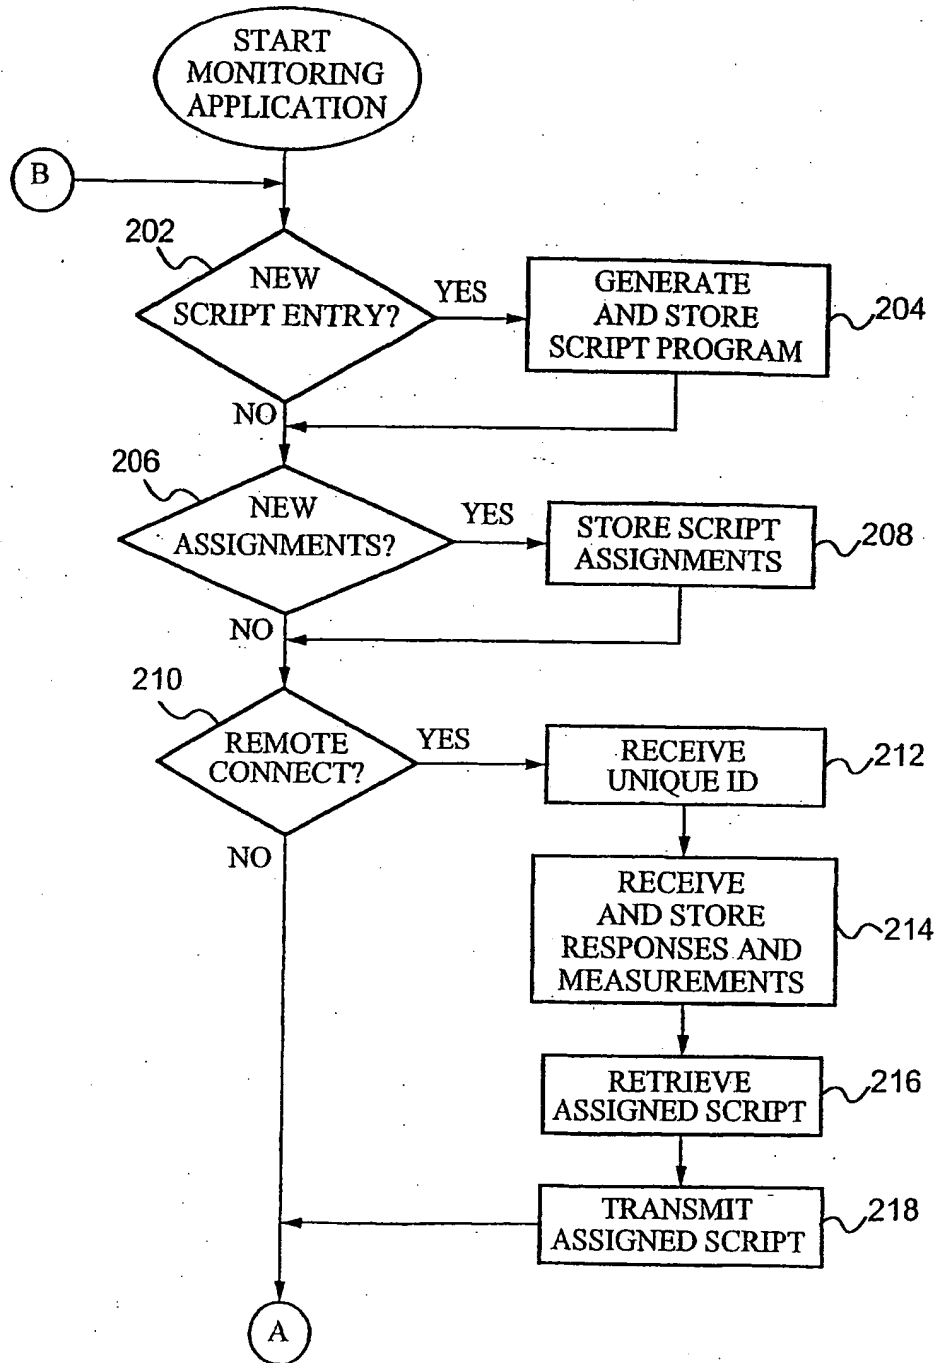 START
MONITORING
APPLICATION
B
202
NEW
SCRIPT ENTRY?
YES
GENERATE
AND STORE
SCRIPT PROGRAM
204
NO
206
NEW
ASSIGNMENTS?
YES
STORE SCRIPT
ASSIGNMENTS
208
NO
210
REMOTE
CONNECT?
YES
RECEIVE
UNIQUE ID
212
NO
RECEIVE
AND STORE
RESPONSES AND
MEASUREMENTS
214
RETRIEVE
ASSIGNED SCRIPT
216
TRANSMIT
ASSIGNED SCRIPT
218
A